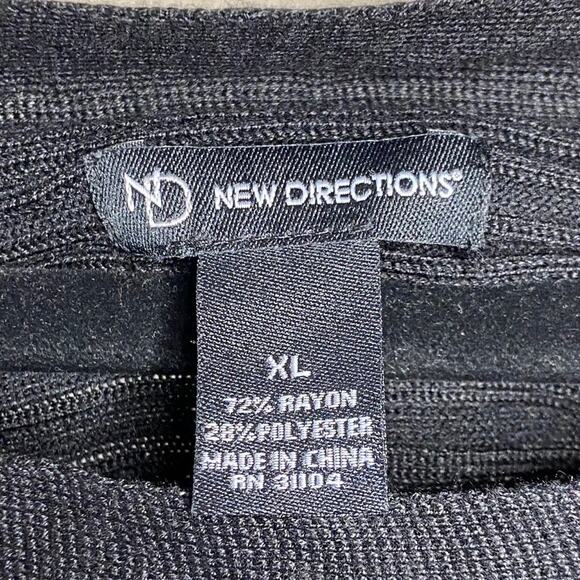 ND NEW DIRECTIONS®
XL
72% RAYON
28% POLYESTER
MADE IN CHINA
RN 31104